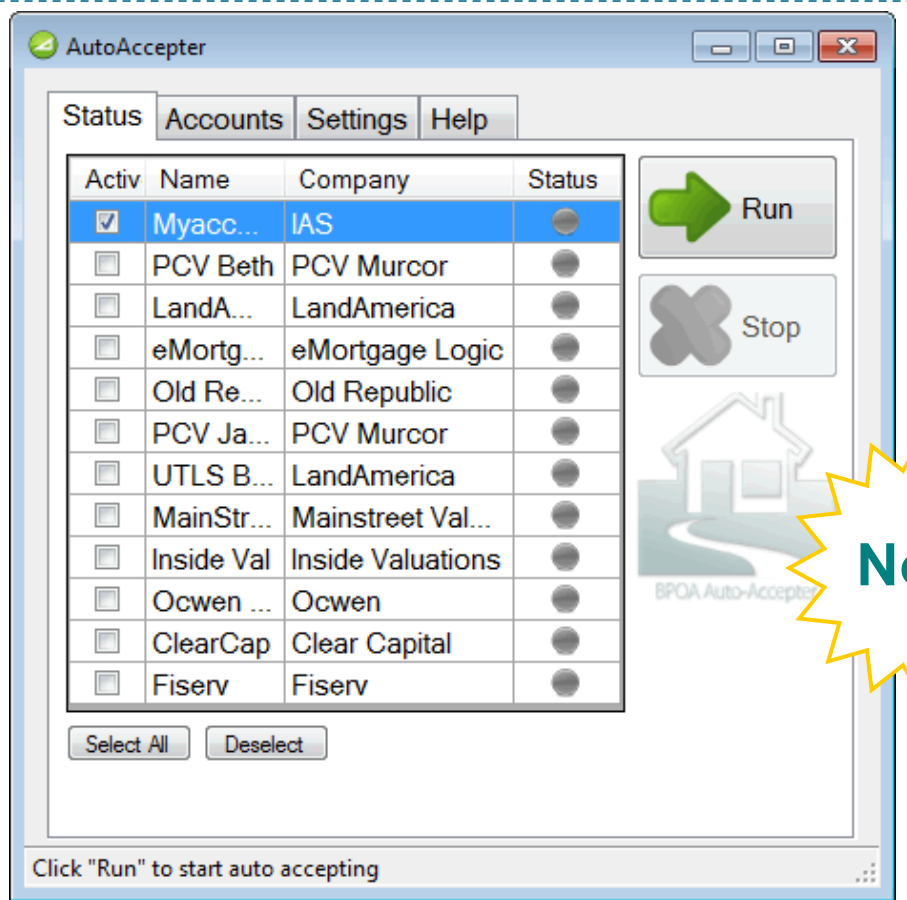 AutoAccepter
Status Accounts Settings Help
Activ Name Company Status
Myacc... IAS
PCV Beth PCV Murcor
LandA... LandAmerica
eMortg... eMortgage Logic
Old Re... Old Republic
PCV Ja... PCV Murcor
UTLS B... LandAmerica
MainStr... Mainstreet Val...
Inside Val Inside Valuations
Ocwen ... Ocwen
ClearCap Clear Capital
Fiserv Fiserv
Run
Stop
BPOA Auto-Accepter
Select All Deselect
Click "Run" to start auto accepting